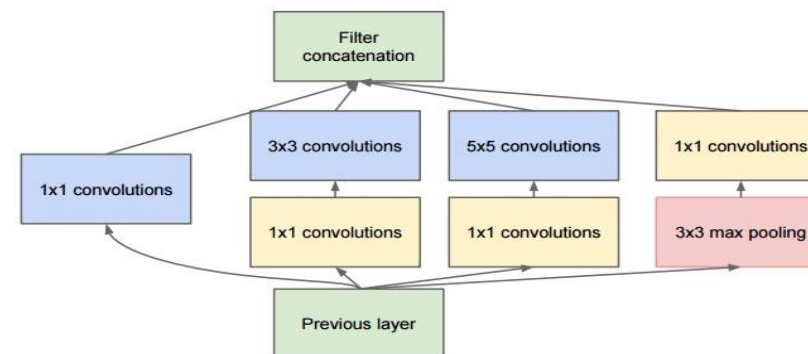 Filter
concatenation
3x3 convolutions
5x5 convolutions
1x1 convolutions
1x1 convolutions
1x1 convolutions
1x1 convolutions
3x3 max pooling
Previous layer